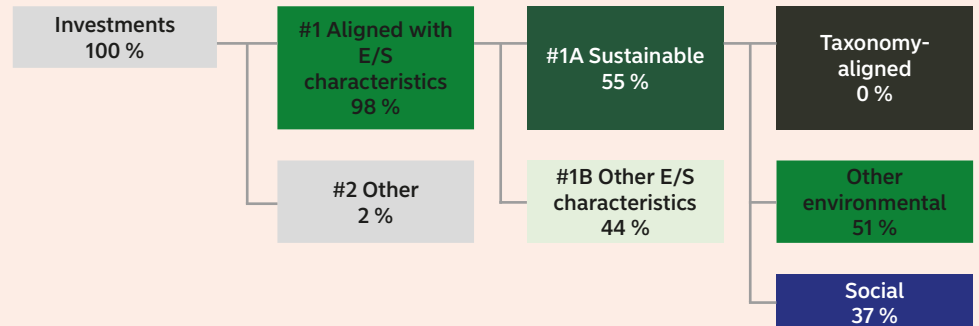 Investments
100 %
#1 Aligned with
E/S
characteristics
98 %
#1A Sustainable
55 %
Taxonomy-
aligned
0 %
#2 Other
2 %
#1B Other E/S
characteristics
44 %
Other
environmental
51 %
Social
37 %